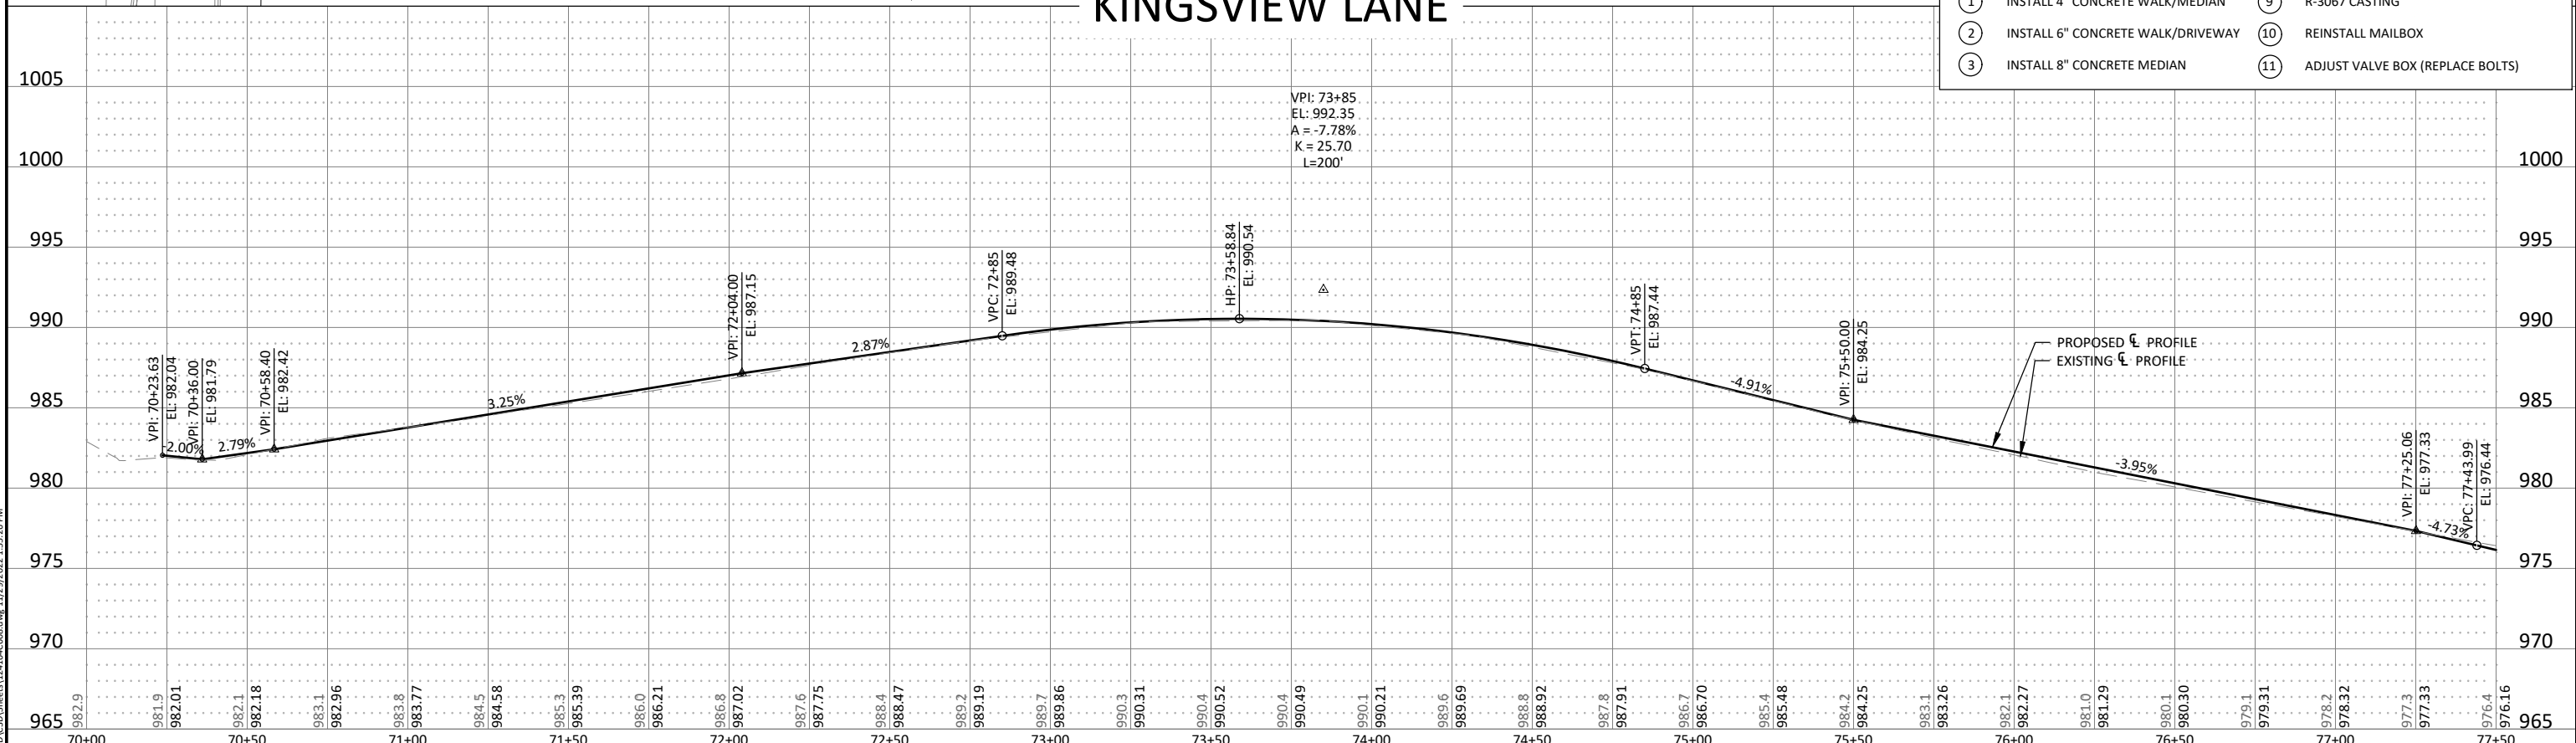 KINGSVIEW LANE
1 INSTALL 4" CONCRETE WALK/MEDIAN
9 R-3067 CASTING
2 INSTALL 6" CONCRETE WALK/DRIVEWAY
10 REINSTALL MAILBOX
3 INSTALL 8" CONCRETE MEDIAN
11 ADJUST VALVE BOX (REPLACE BOLTS)
1005
1000
995
990
985
980
975
970
965
VPI: 70+23.63
EL: 982.04
-2.00%
VPI: 70+36.00
EL: 981.79
2.79%
VPI: 70+58.40
EL: 982.42
3.25%
VPI: 72+04.00
EL: 987.15
2.87%
VPC: 72+85
EL: 989.48
HP: 73+58.84
EL: 990.54
VPI: 73+85
EL: 992.35
A = -7.78%
K = 25.70
L=200'
VPT: 74+85
EL: 987.44
-4.91%
VPI: 75+50.00
EL: 984.25
PROPOSED ℄ PROFILE
EXISTING ℄ PROFILE
-3.95%
VPI: 77+25.06
EL: 977.33
-4.73%
VPC: 77+43.99
EL: 976.44
1000
995
990
985
980
975
970
965
982.9
981.9 982.01
982.1 982.18
983.1 982.96
983.8 983.77
984.5 984.58
985.3 985.39
986.0 986.21
986.8 987.02
987.6 987.75
988.4 988.47
989.2 989.19
989.7 989.86
990.3 990.31
990.4 990.52
990.4 990.49
990.1 990.21
989.6 989.69
988.8 988.92
987.8 987.91
986.7 986.70
985.4 985.48
984.2 984.25
983.1 983.26
982.1 982.27
981.0 981.29
980.1 980.30
979.1 979.31
978.2 978.32
977.3 977.33
976.4 976.16
70+00 70+50 71+00 71+50 72+00 72+50 73+00 73+50 74+00 74+50 75+00 75+50 76+00 76+50 77+00 77+50